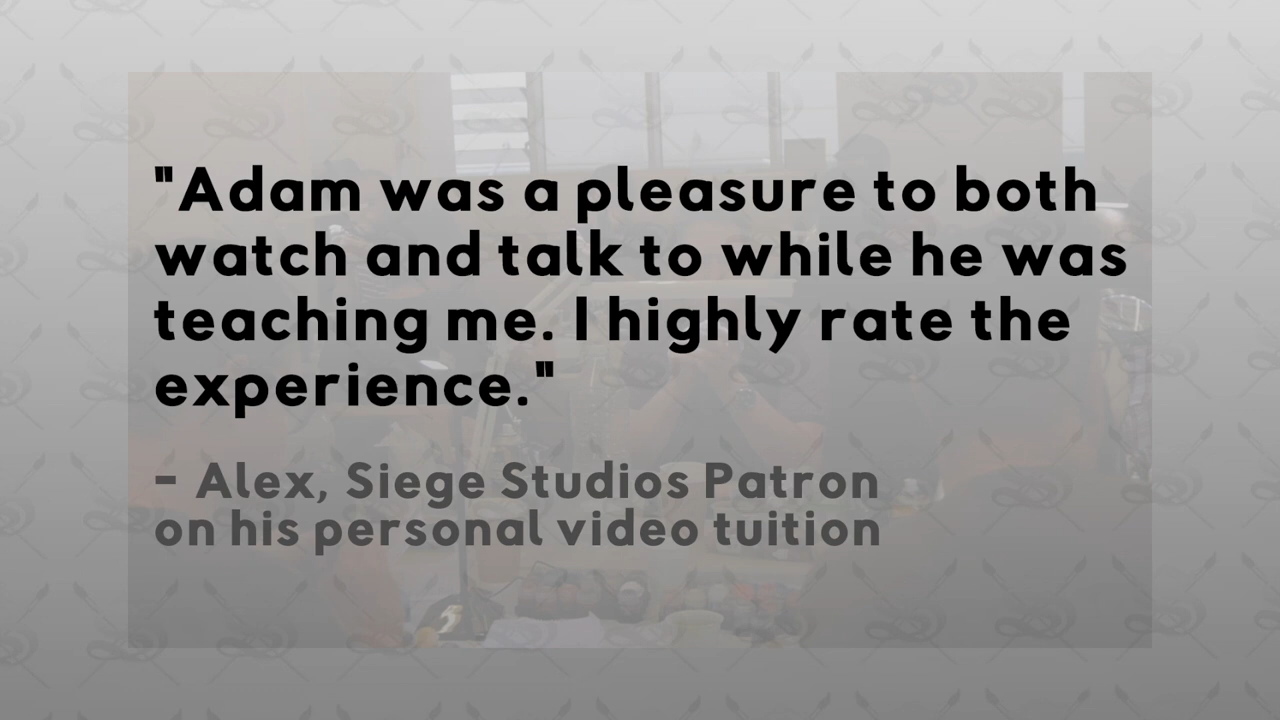 "Adam was a pleasure to both
watch and talk to while he was
teaching me. I highly rate the
experience."
- Alex, Siege Studios Patron
on his personal video tuition